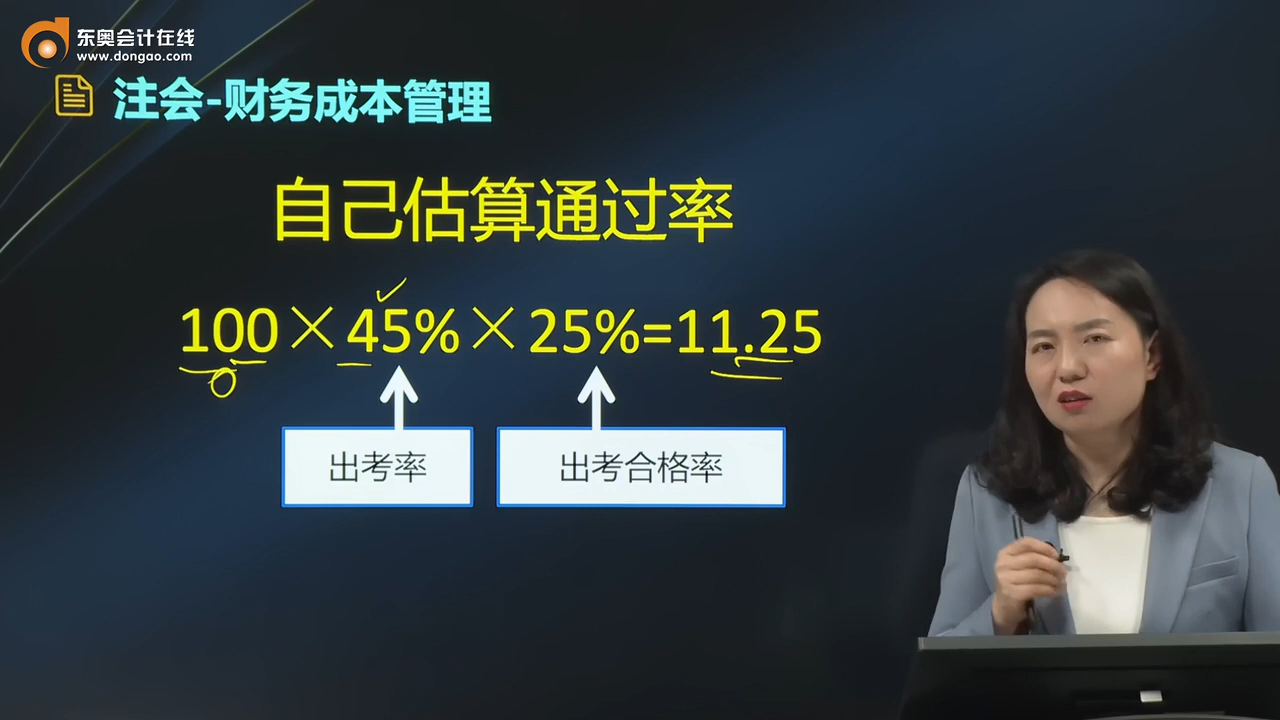 东奥会计在线
www.dongao.com
注会-财务成本管理
自己估算通过率
100×45%×25%=11.25
出考率
出考合格率